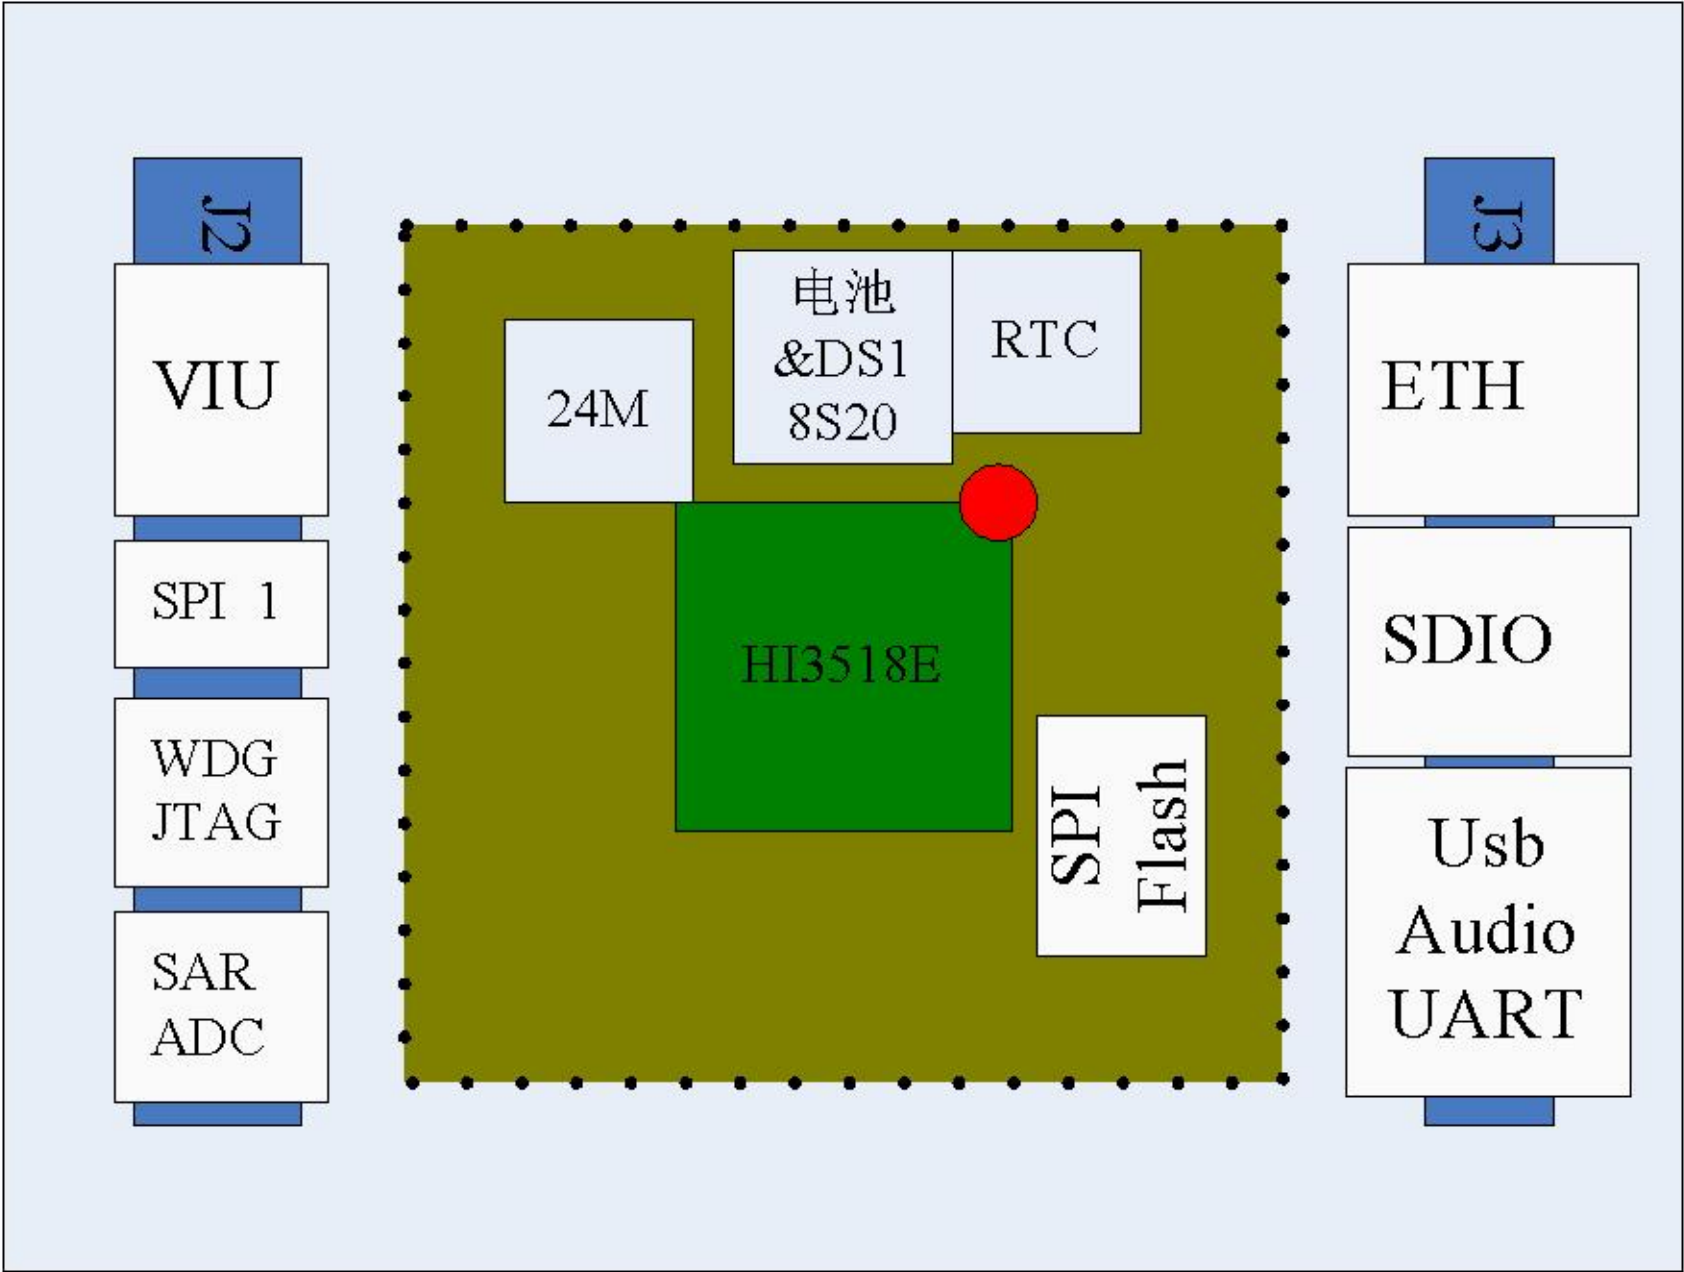 J2
VIU
SPI 1
WDG
JTAG
SAR
ADC
24M
电池
&DS1
8S20
RTC
HI3518E
SPI
Flash
J3
ETH
SDIO
Usb
Audio
UART